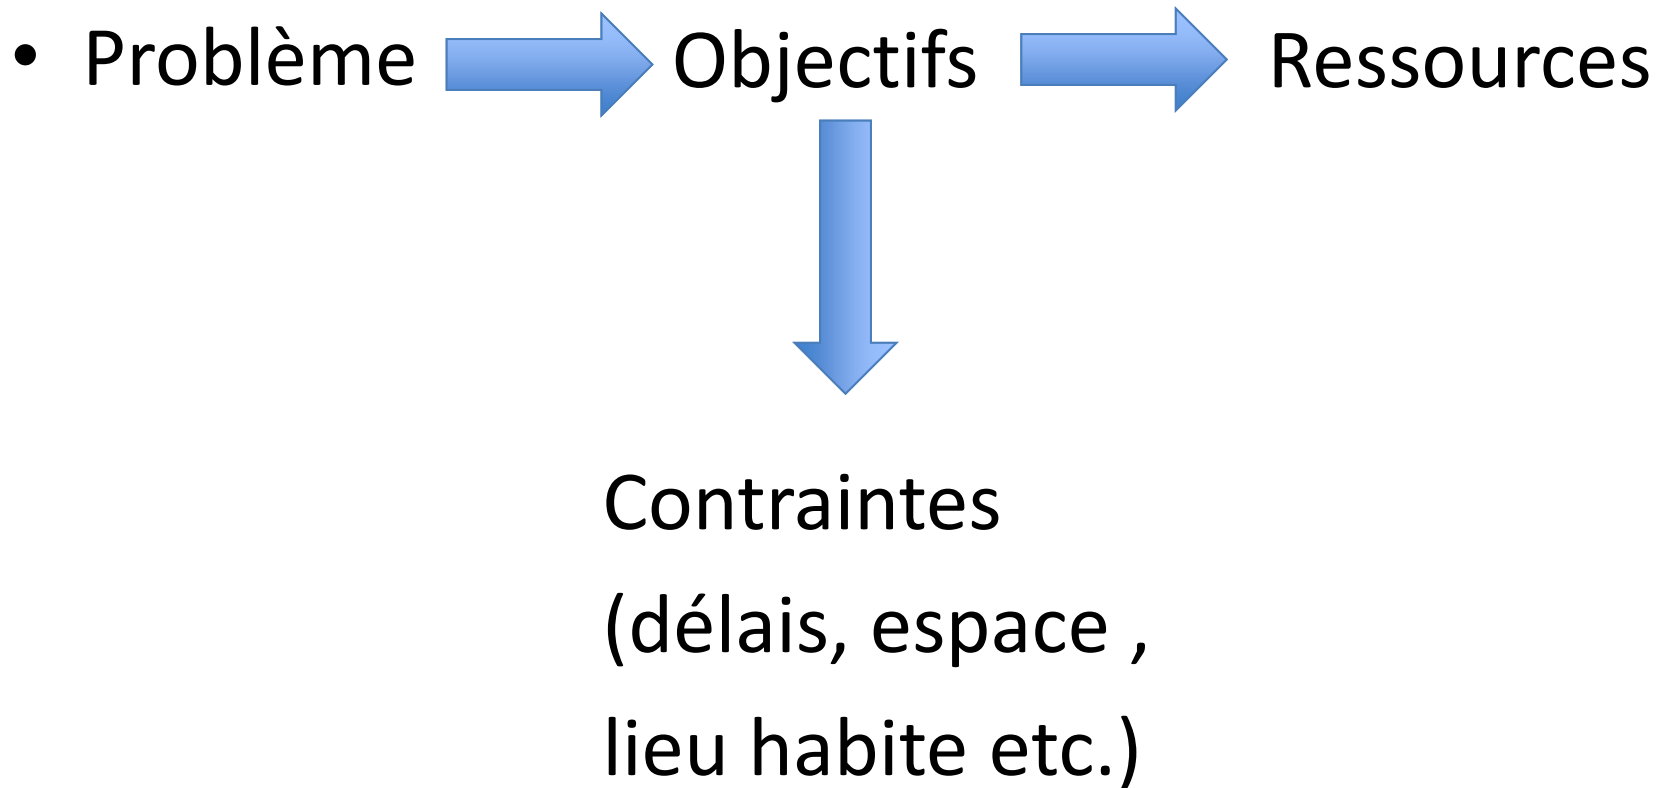 • Problème Objectifs Ressources
Contraintes
(délais, espace ,
lieu habite etc.)